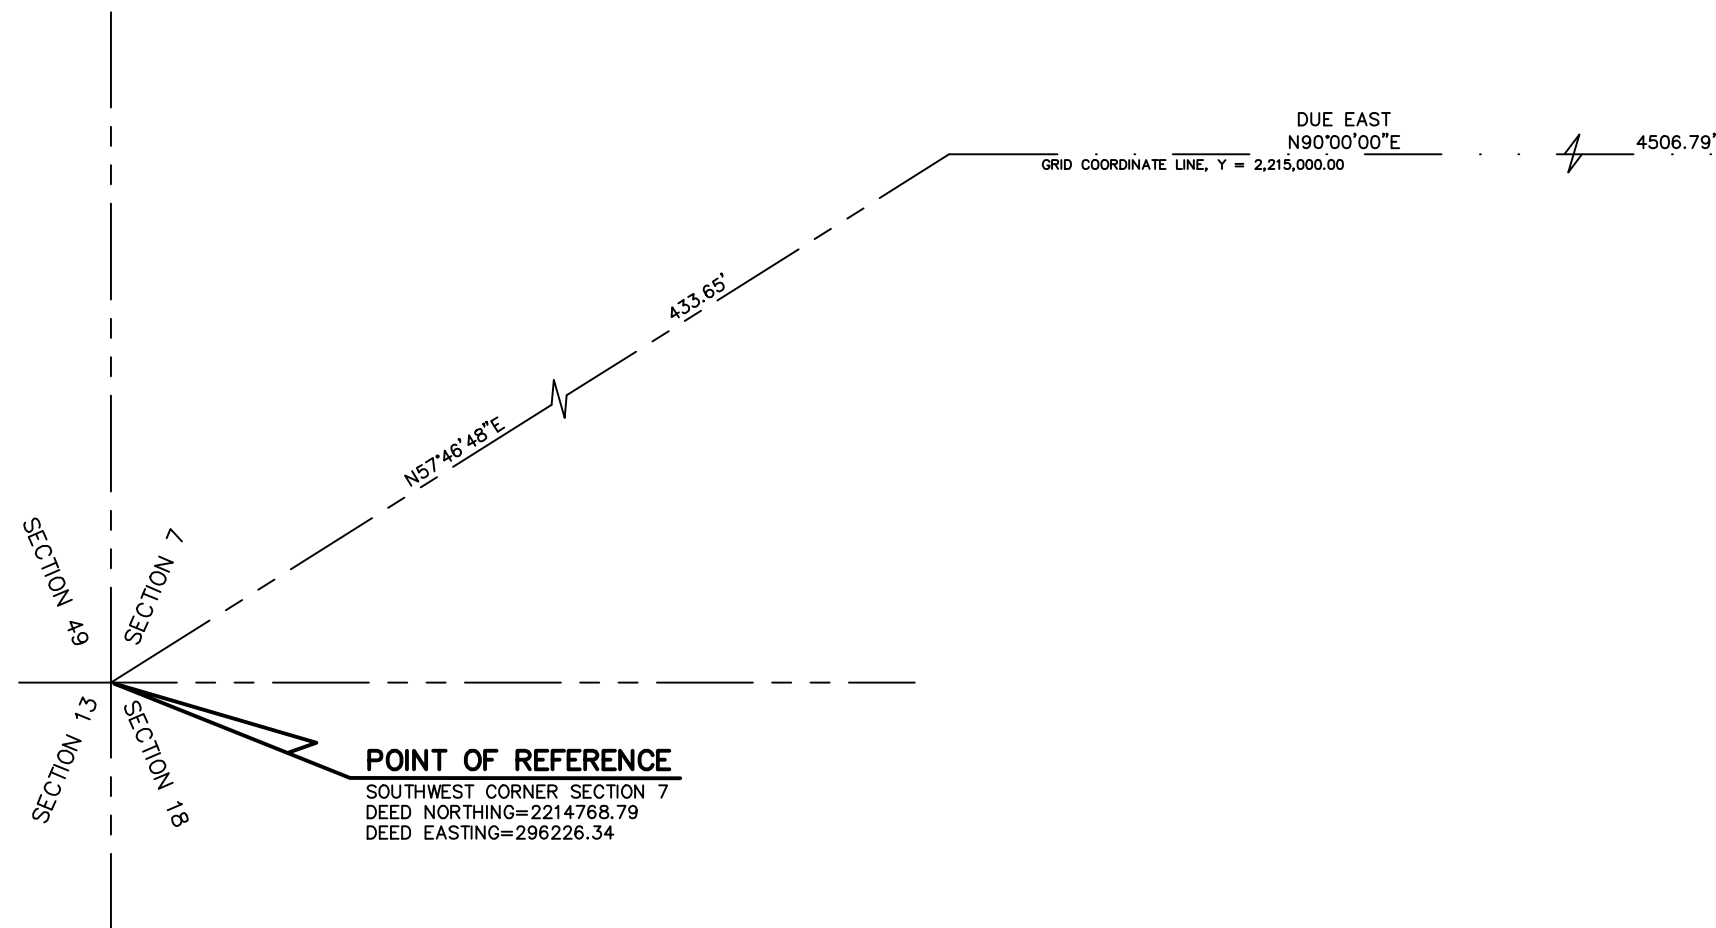 DUE EAST
N90°00'00"E
4506.79'
GRID COORDINATE LINE, Y = 2,215,000.00
433.65'
N57°46'48"E
SECTION 49
SECTION 7
SECTION 13
SECTION 18
POINT OF REFERENCE
SOUTHWEST CORNER SECTION 7
DEED NORTHING=2214768.79
DEED EASTING=296226.34